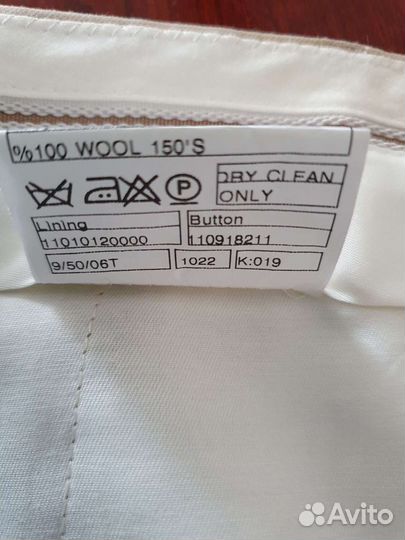 %100 WOOL 150'S
P
DRY CLEAN
ONLY
Lining
11010120000
Button
110918211
9/50/06T
1022
K:019
Avito